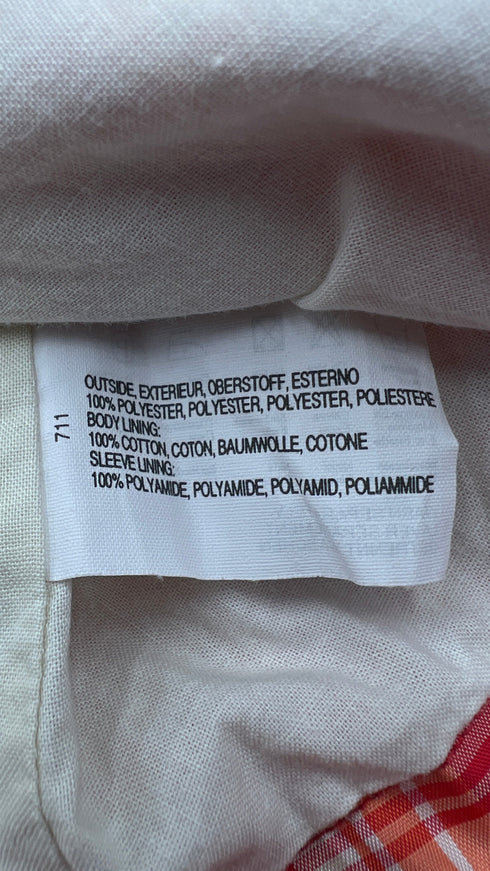 OUTSIDE, EXTERIEUR, OBERSTOFF, ESTERNO
100% POLYESTER, POLYESTER, POLYESTER, POLIESTERE
BODY LINING:
100% COTTON, COTON, BAUMWOLLE, COTONE
SLEEVE LINING:
100% POLYAMIDE, POLYAMIDE, POLYAMID, POLIAMMIDE
711